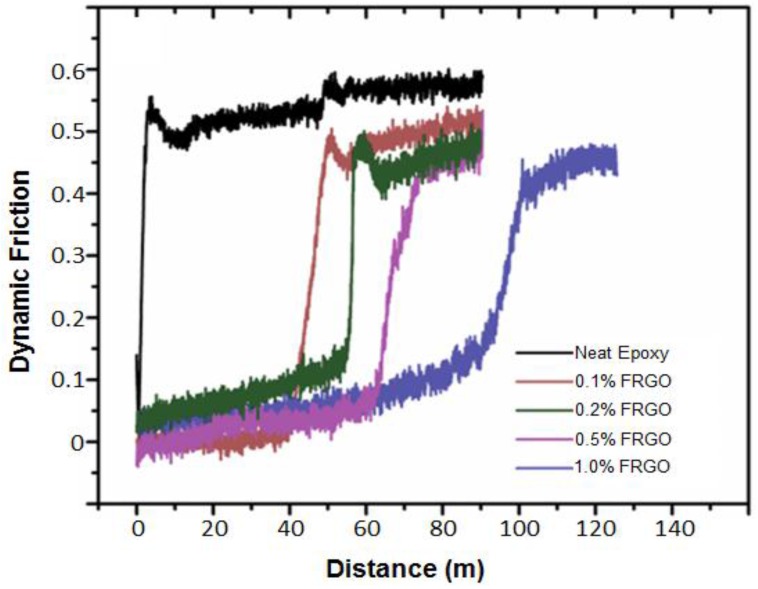 Dynamic Friction
0.6
0.5
0.4
0.3
0.2
0.1
0
Neat Epoxy
0.1% FRGO
0.2% FRGO
0.5% FRGO
1.0% FRGO
0 20 40 60 80 100 120 140
Distance (m)